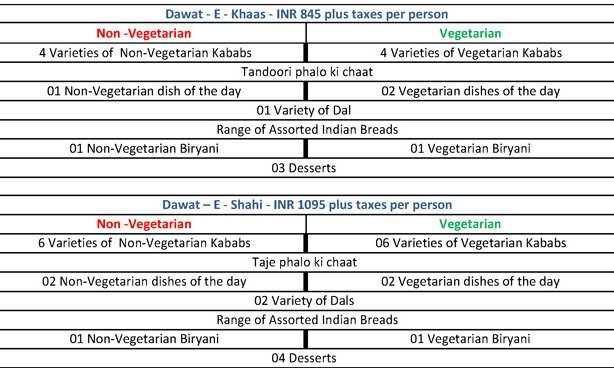 Dawat - E - Khaas - INR 845 plus taxes per person
Non -Vegetarian Vegetarian
4 Varieties of Non-Vegetarian Kababs 4 Varieties of Vegetarian Kababs
Tandoori phalo ki chaat
01 Non-Vegetarian dish of the day 02 Vegetarian dishes of the day
01 Variety of Dal
Range of Assorted Indian Breads
01 Non-Vegetarian Biryani 01 Vegetarian Biryani
03 Desserts
Dawat – E - Shahi - INR 1095 plus taxes per person
Non -Vegetarian Vegetarian
6 Varieties of Non-Vegetarian Kababs 06 Varieties of Vegetarian Kababs
Taje phalo ki chaat
02 Non-Vegetarian dishes of the day 02 Vegetarian dishes of the day
02 Variety of Dals
Range of Assorted Indian Breads
01 Non-Vegetarian Biryani 01 Vegetarian Biryani
04 Desserts